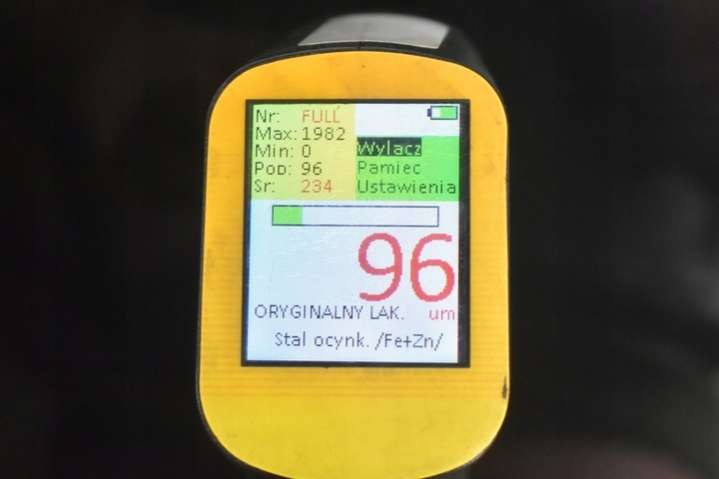 Nr: FULL
Max: 1982
Min: 0
Pop: 96
Sr: 234
Wylacz
Pamiec
Ustawienia
96
ORYGINALNY LAK. um
Stal ocynk. /Fe+Zn/